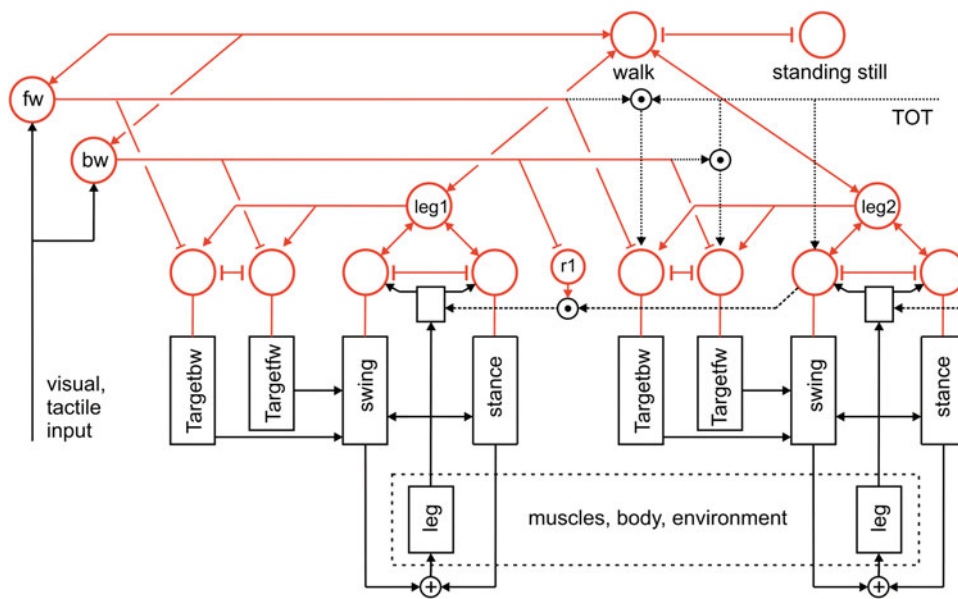 walk
standing still
fw
TOT
bw
leg1
leg2
r1
visual,
tactile
input
Targetbw
Targetfw
swing
stance
Targetbw
Targetfw
swing
stance
leg
muscles, body, environment
leg